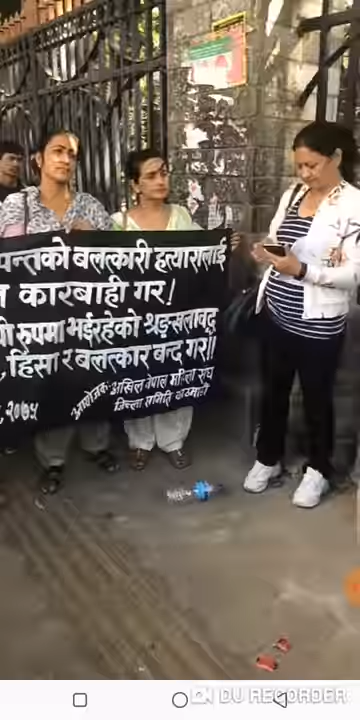 पन्तको बलत्कारी हत्यारालाई
कारबाही गर!
रुपमा भईरहेको श्रृङ्खलावद्ध
हिंसा र बलत्कार बन्द गर!!
२०७५
आयोजकः अखिल नेपाल महिला संघ
जिल्ला समिति काठमाडौं
DU RECORDER